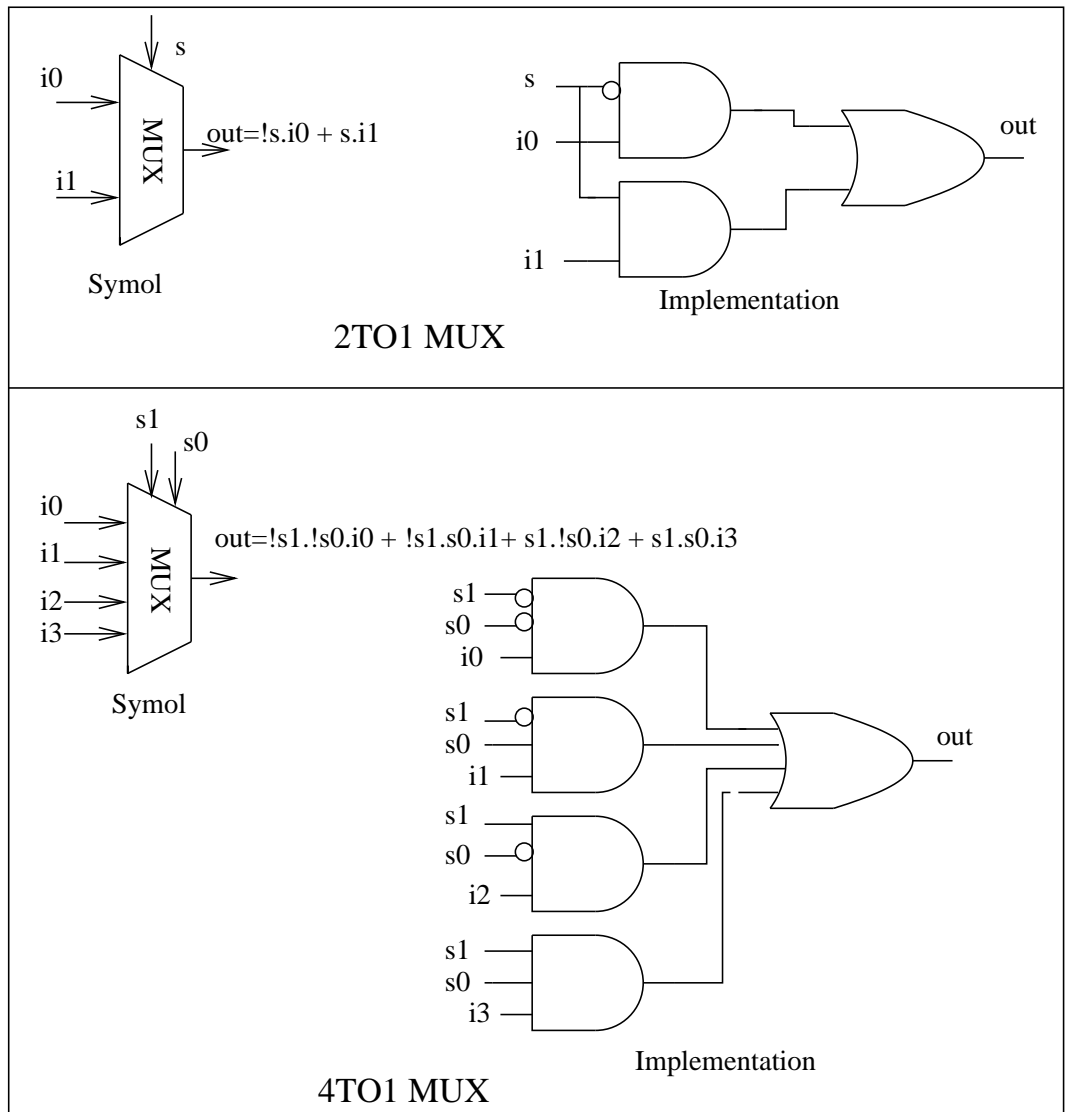 s
i0
MUX
out=!s.i0 + s.i1
i1
Symol
s
i0
i1
out
Implementation
2TO1 MUX
s1
s0
i0
i1
i2
i3
MUX
out=!s1.!s0.i0 + !s1.s0.i1+ s1.!s0.i2 + s1.s0.i3
Symol
s1
s0
i0
s1
s0
i1
s1
s0
i2
s1
s0
i3
out
Implementation
4TO1 MUX